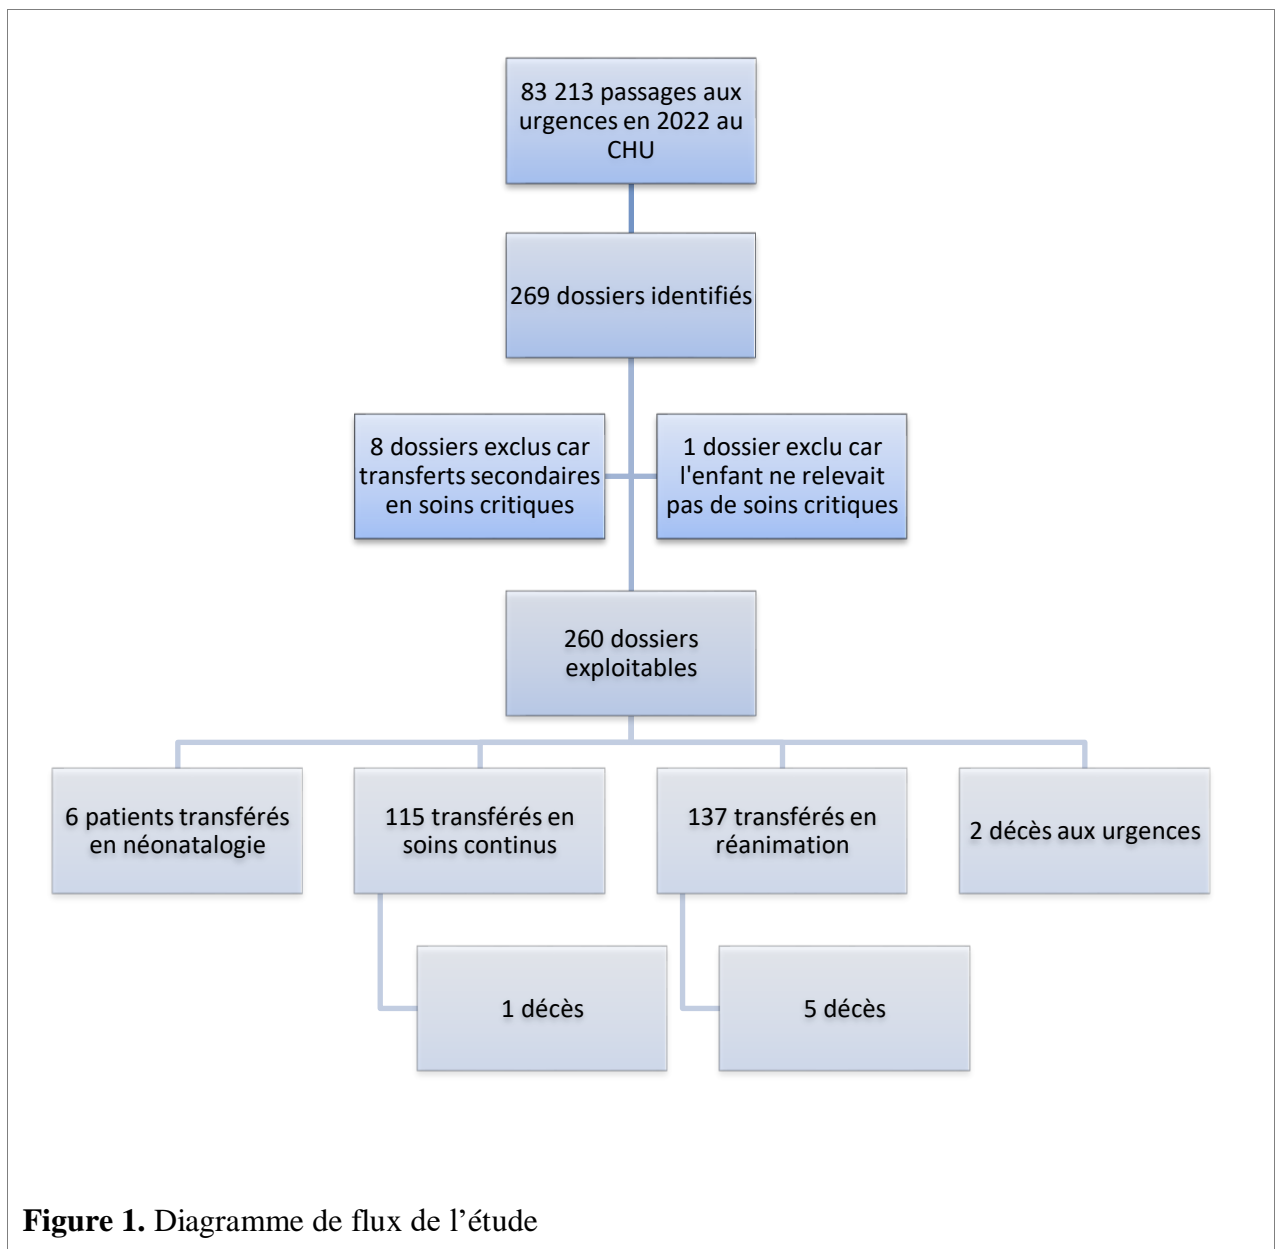 83 213 passages aux
urgences en 2022 au
CHU
269 dossiers identifiés
8 dossiers exclus car
transferts secondaires
en soins critiques
1 dossier exclu car
l'enfant ne relevait
pas de soins critiques
260 dossiers
exploitables
6 patients transférés
en néonatalogie
115 transférés en
soins continus
137 transférés en
réanimation
2 décès aux urgences
1 décès
5 décès
Figure 1. Diagramme de flux de l’étude